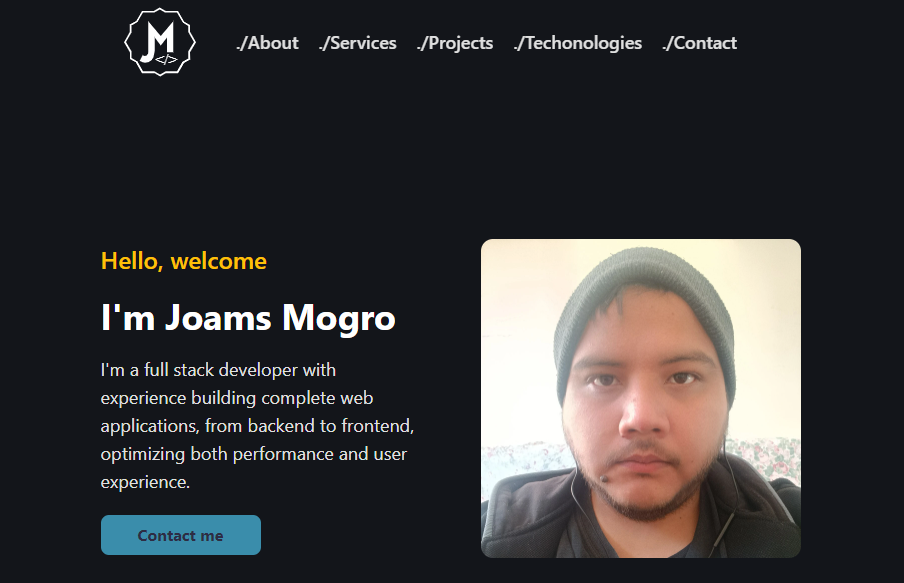 JM </>
./About ./Services ./Projects ./Techonologies ./Contact
Hello, welcome
I'm Joams Mogro
I'm a full stack developer with
experience building complete web
applications, from backend to frontend,
optimizing both performance and user
experience.
Contact me